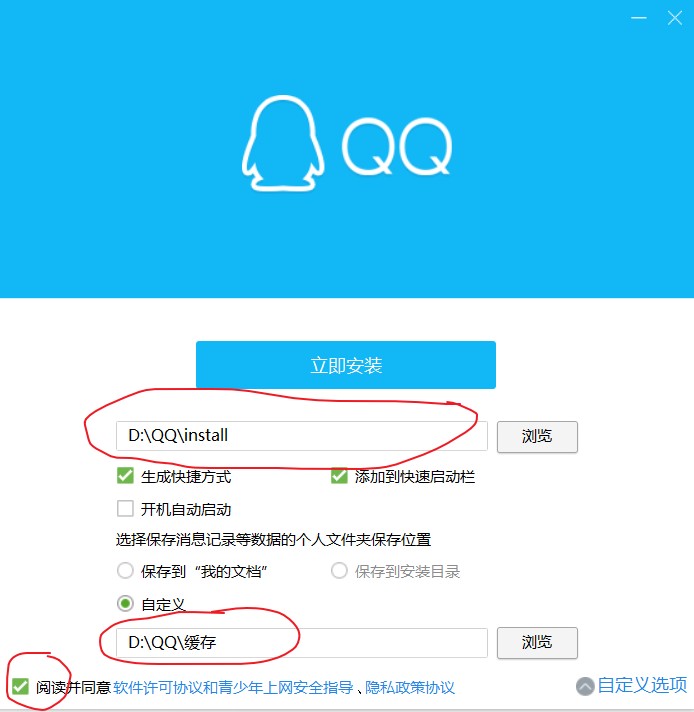 QQ
立即安装
D:\QQ\install 浏览
生成快捷方式 添加到快速启动栏
开机自动启动
选择保存消息记录等数据的个人文件夹保存位置
保存到“我的文档” 保存到安装目录
自定义
D:\QQ\缓存 浏览
阅读并同意软件许可协议和青少年上网安全指导、隐私政策协议 自定义选项